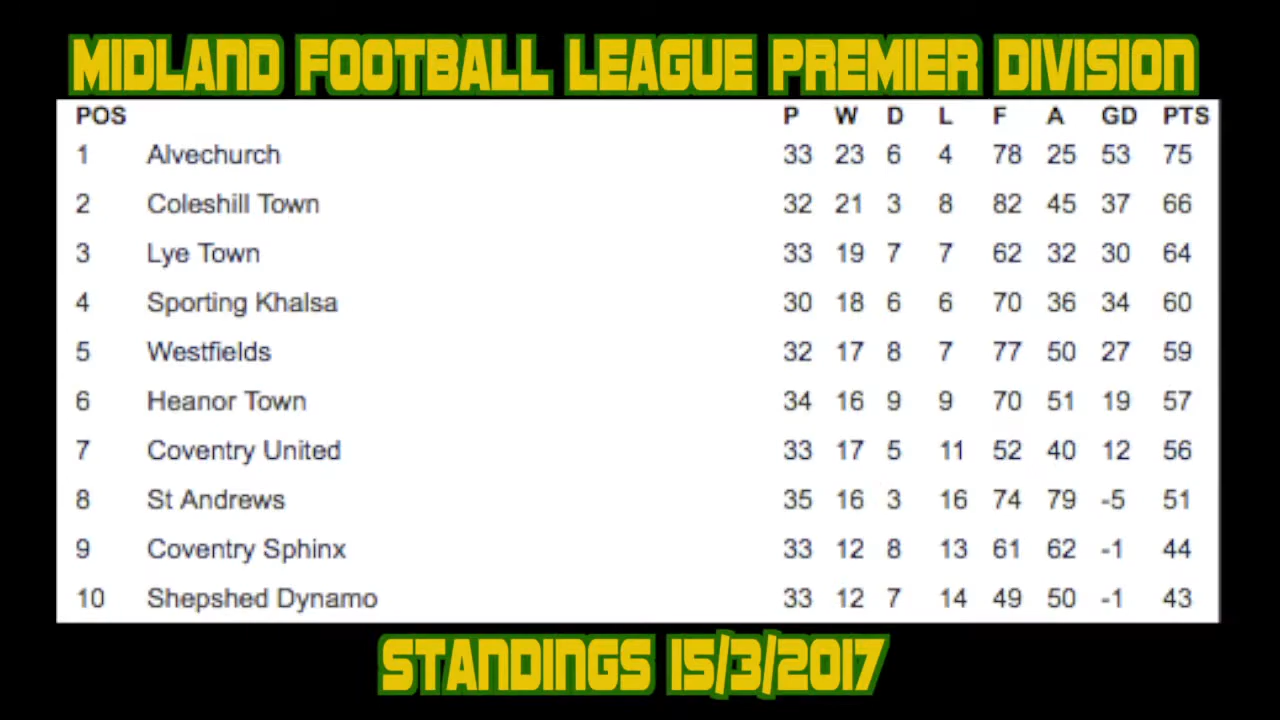 MIDLAND FOOTBALL LEAGUE PREMIER DIVISION
POS P W D L F A GD PTS
1 Alvechurch 33 23 6 4 78 25 53 75
2 Coleshill Town 32 21 3 8 82 45 37 66
3 Lye Town 33 19 7 7 62 32 30 64
4 Sporting Khalsa 30 18 6 6 70 36 34 60
5 Westfields 32 17 8 7 77 50 27 59
6 Heanor Town 34 16 9 9 70 51 19 57
7 Coventry United 33 17 5 11 52 40 12 56
8 St Andrews 35 16 3 16 74 79 -5 51
9 Coventry Sphinx 33 12 8 13 61 62 -1 44
10 Shepshed Dynamo 33 12 7 14 49 50 -1 43
STANDINGS 15/3/2017